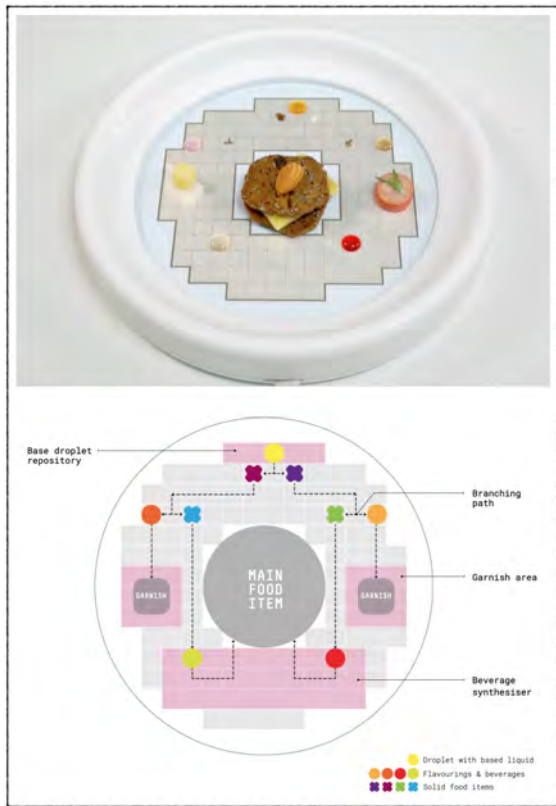 Base droplet
repository
Branching
path
MAIN
FOOD
ITEM
GARNISH
GARNISH
Garnish area
Beverage
synthesiser
Droplet with based liquid
Flavourings & beverages
Solid food items